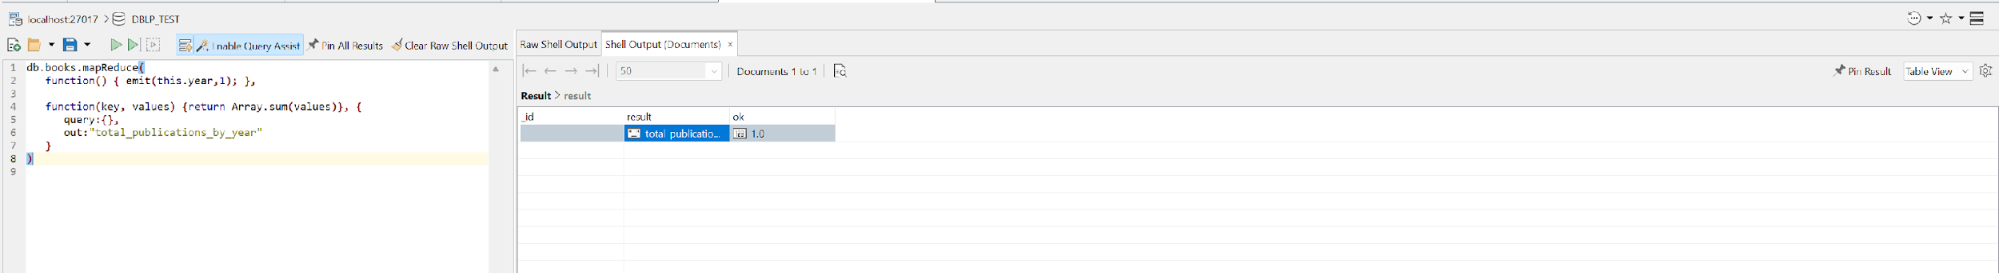 localhost:27017 > DBLP_TEST
Enable Query Assist Pin All Results Clear Raw Shell Output
1 db.books.mapReduce(
2 function() { emit(this.year,1); },
3
4 function(key, values) {return Array.sum(values)}, {
5 query:{},
6 out:"total_publications_by_year"
7 }
8 )
9
Raw Shell Output Shell Output (Documents) ×
50 Documents 1 to 1 Pin Result Table View
Result > result
_id result ok
total_publicatio... 1.0